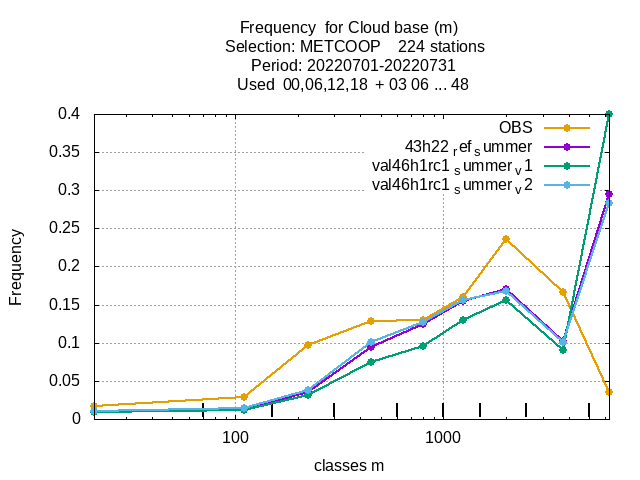 Frequency  for Cloud base (m)
Selection: METCOOP    224 stations
Period: 20220701-20220731
Used  00,06,12,18  + 03 06 ... 48
0.4
0.35
0.3
0.25
0.2
0.15
0.1
0.05
0
Frequency
OBS
43h22_ref_summer
val46h1rc1_summer_v1
val46h1rc1_summer_v2
100
1000
classes m